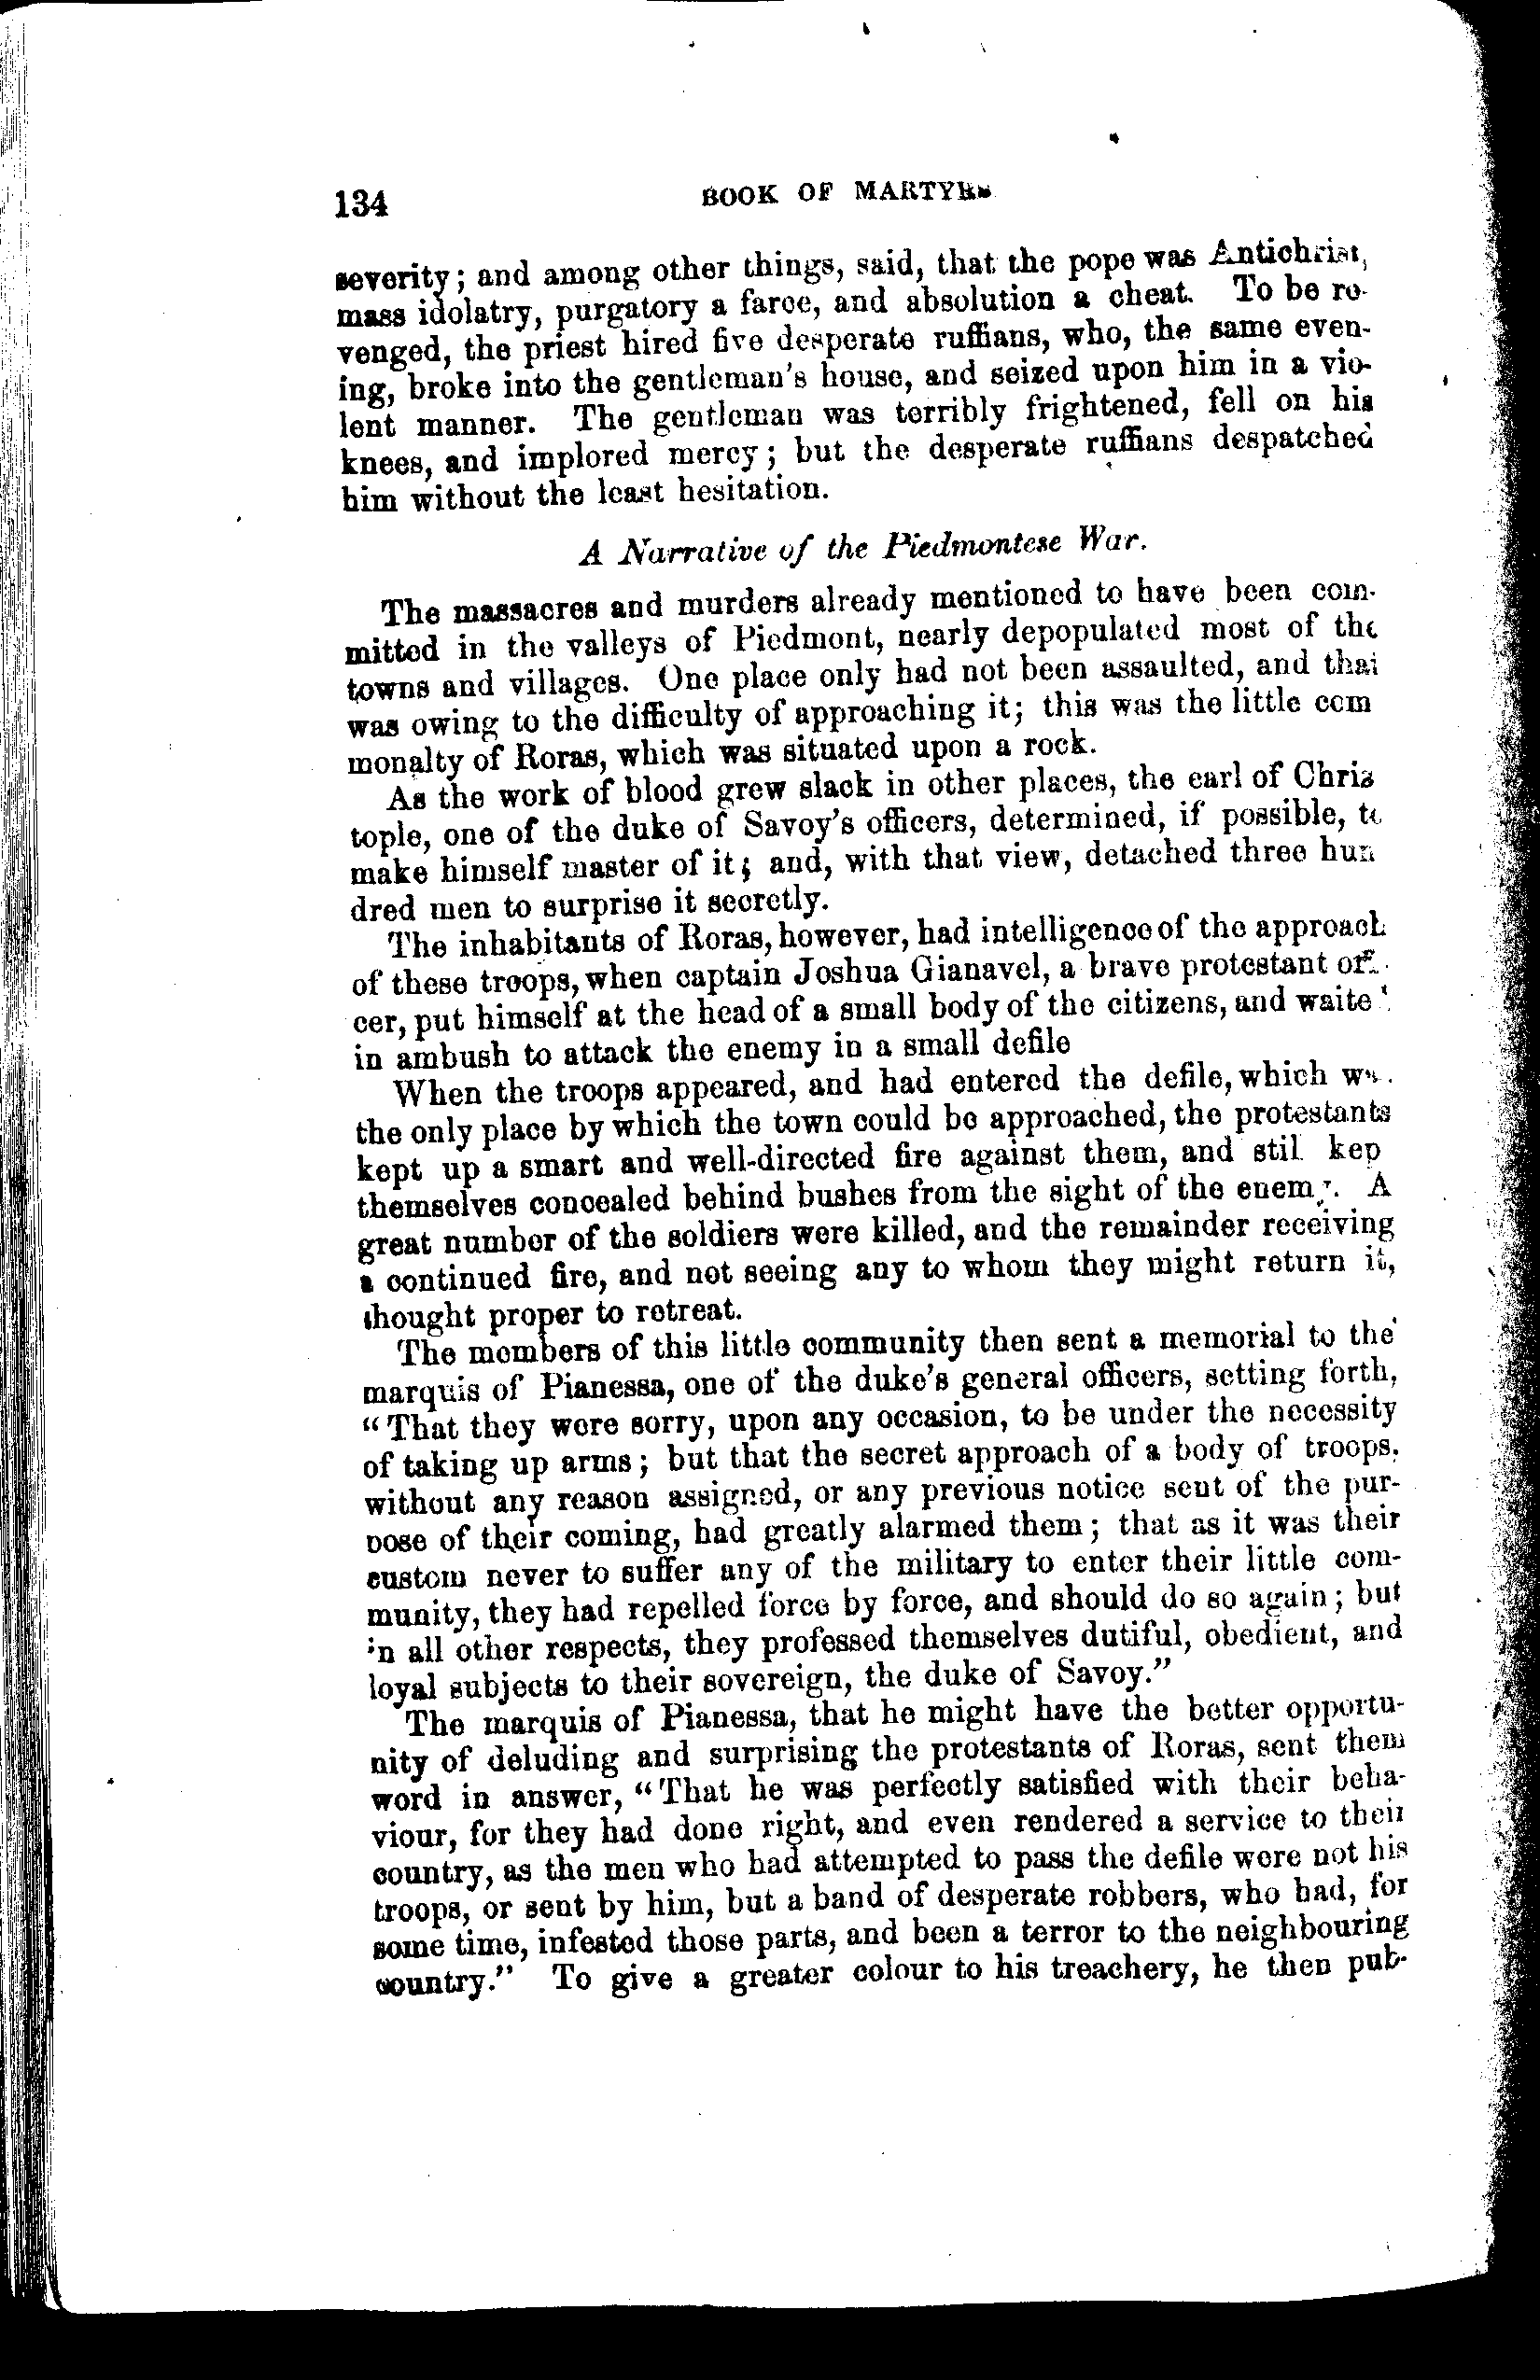 134 BOOK OF MARTYRS
severity; and among other things, said, that the pope was Antichrist,
mass idolatry, purgatory a farce, and absolution a cheat. To be re-
venged, the priest hired five desperate ruffians, who, the same even-
ing, broke into the gentleman's house, and seized upon him in a vio-
lent manner. The gentleman was terribly frightened, fell on his
knees, and implored mercy; but the desperate ruffians despatched
him without the least hesitation.
A Narrative of the Piedmontese War.
The massacres and murders already mentioned to have been com-
mitted in the valleys of Piedmont, nearly depopulated most of the
towns and villages. One place only had not been assaulted, and that
was owing to the difficulty of approaching it; this was the little com
monalty of Roras, which was situated upon a rock.
As the work of blood grew slack in other places, the earl of Chris
tople, one of the duke of Savoy's officers, determined, if possible, to
make himself master of it; and, with that view, detached three hun
dred men to surprise it secretly.
The inhabitants of Roras, however, had intelligence of the approach
of these troops, when captain Joshua Gianavel, a brave protestant offi-
cer, put himself at the head of a small body of the citizens, and waited
in ambush to attack the enemy in a small defile
When the troops appeared, and had entered the defile, which was
the only place by which the town could be approached, the protestants
kept up a smart and well-directed fire against them, and still kep
themselves concealed behind bushes from the sight of the enemy. A
great number of the soldiers were killed, and the remainder receiving
a continued fire, and not seeing any to whom they might return it,
thought proper to retreat.
The members of this little community then sent a memorial to the
marquis of Pianessa, one of the duke's general officers, setting forth,
"That they were sorry, upon any occasion, to be under the necessity
of taking up arms; but that the secret approach of a body of troops,
without any reason assigned, or any previous notice sent of the pur-
pose of their coming, had greatly alarmed them; that as it was their
custom never to suffer any of the military to enter their little com-
munity, they had repelled force by force, and should do so again; but
in all other respects, they professed themselves dutiful, obedient, and
loyal subjects to their sovereign, the duke of Savoy."
The marquis of Pianessa, that he might have the better opportu-
nity of deluding and surprising the protestants of Roras, sent them
word in answer, "That he was perfectly satisfied with their beha-
viour, for they had done right, and even rendered a service to their
country, as the men who had attempted to pass the defile were not his
troops, or sent by him, but a band of desperate robbers, who had, for
some time, infested those parts, and been a terror to the neighbouring
country." To give a greater colour to his treachery, he then pub-